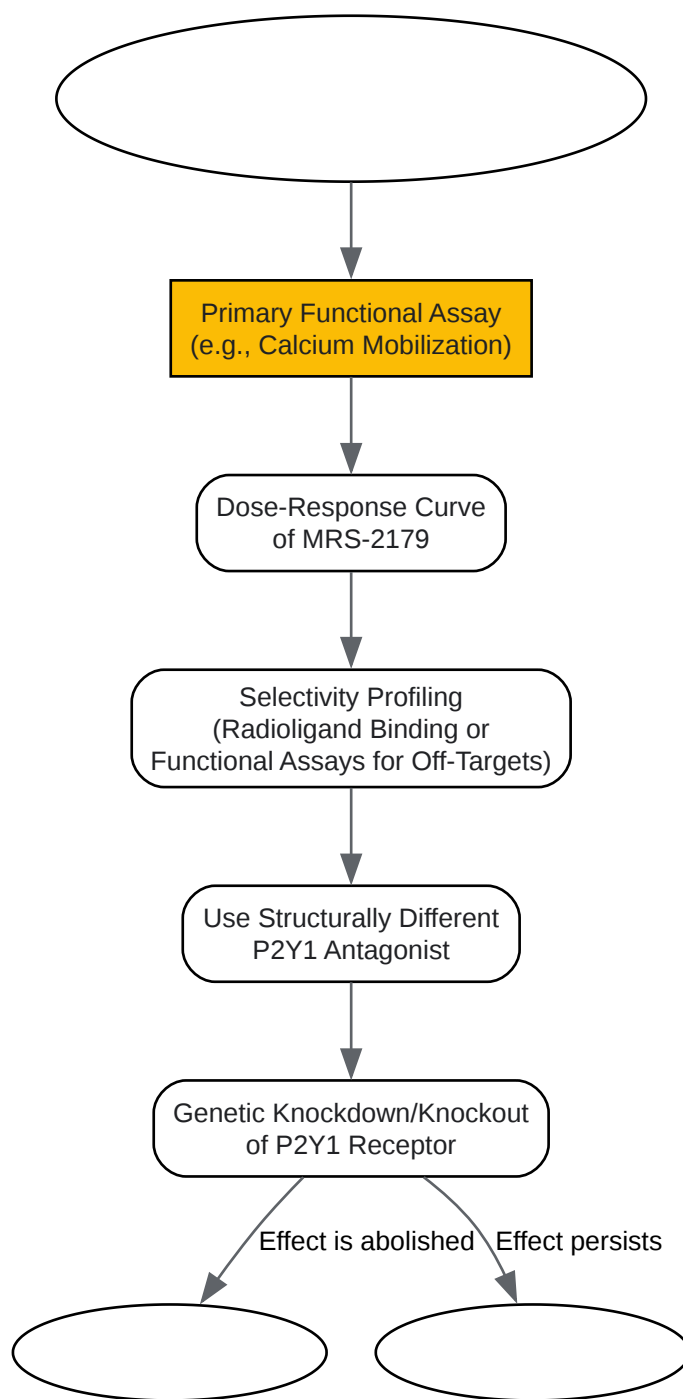 Primary Functional Assay
(e.g., Calcium Mobilization)
Dose-Response Curve
of MRS-2179
Selectivity Profiling
(Radioligand Binding or
Functional Assays for Off-Targets)
Use Structurally Different
P2Y1 Antagonist
Genetic Knockdown/Knockout
of P2Y1 Receptor
Effect is abolished
Effect persists